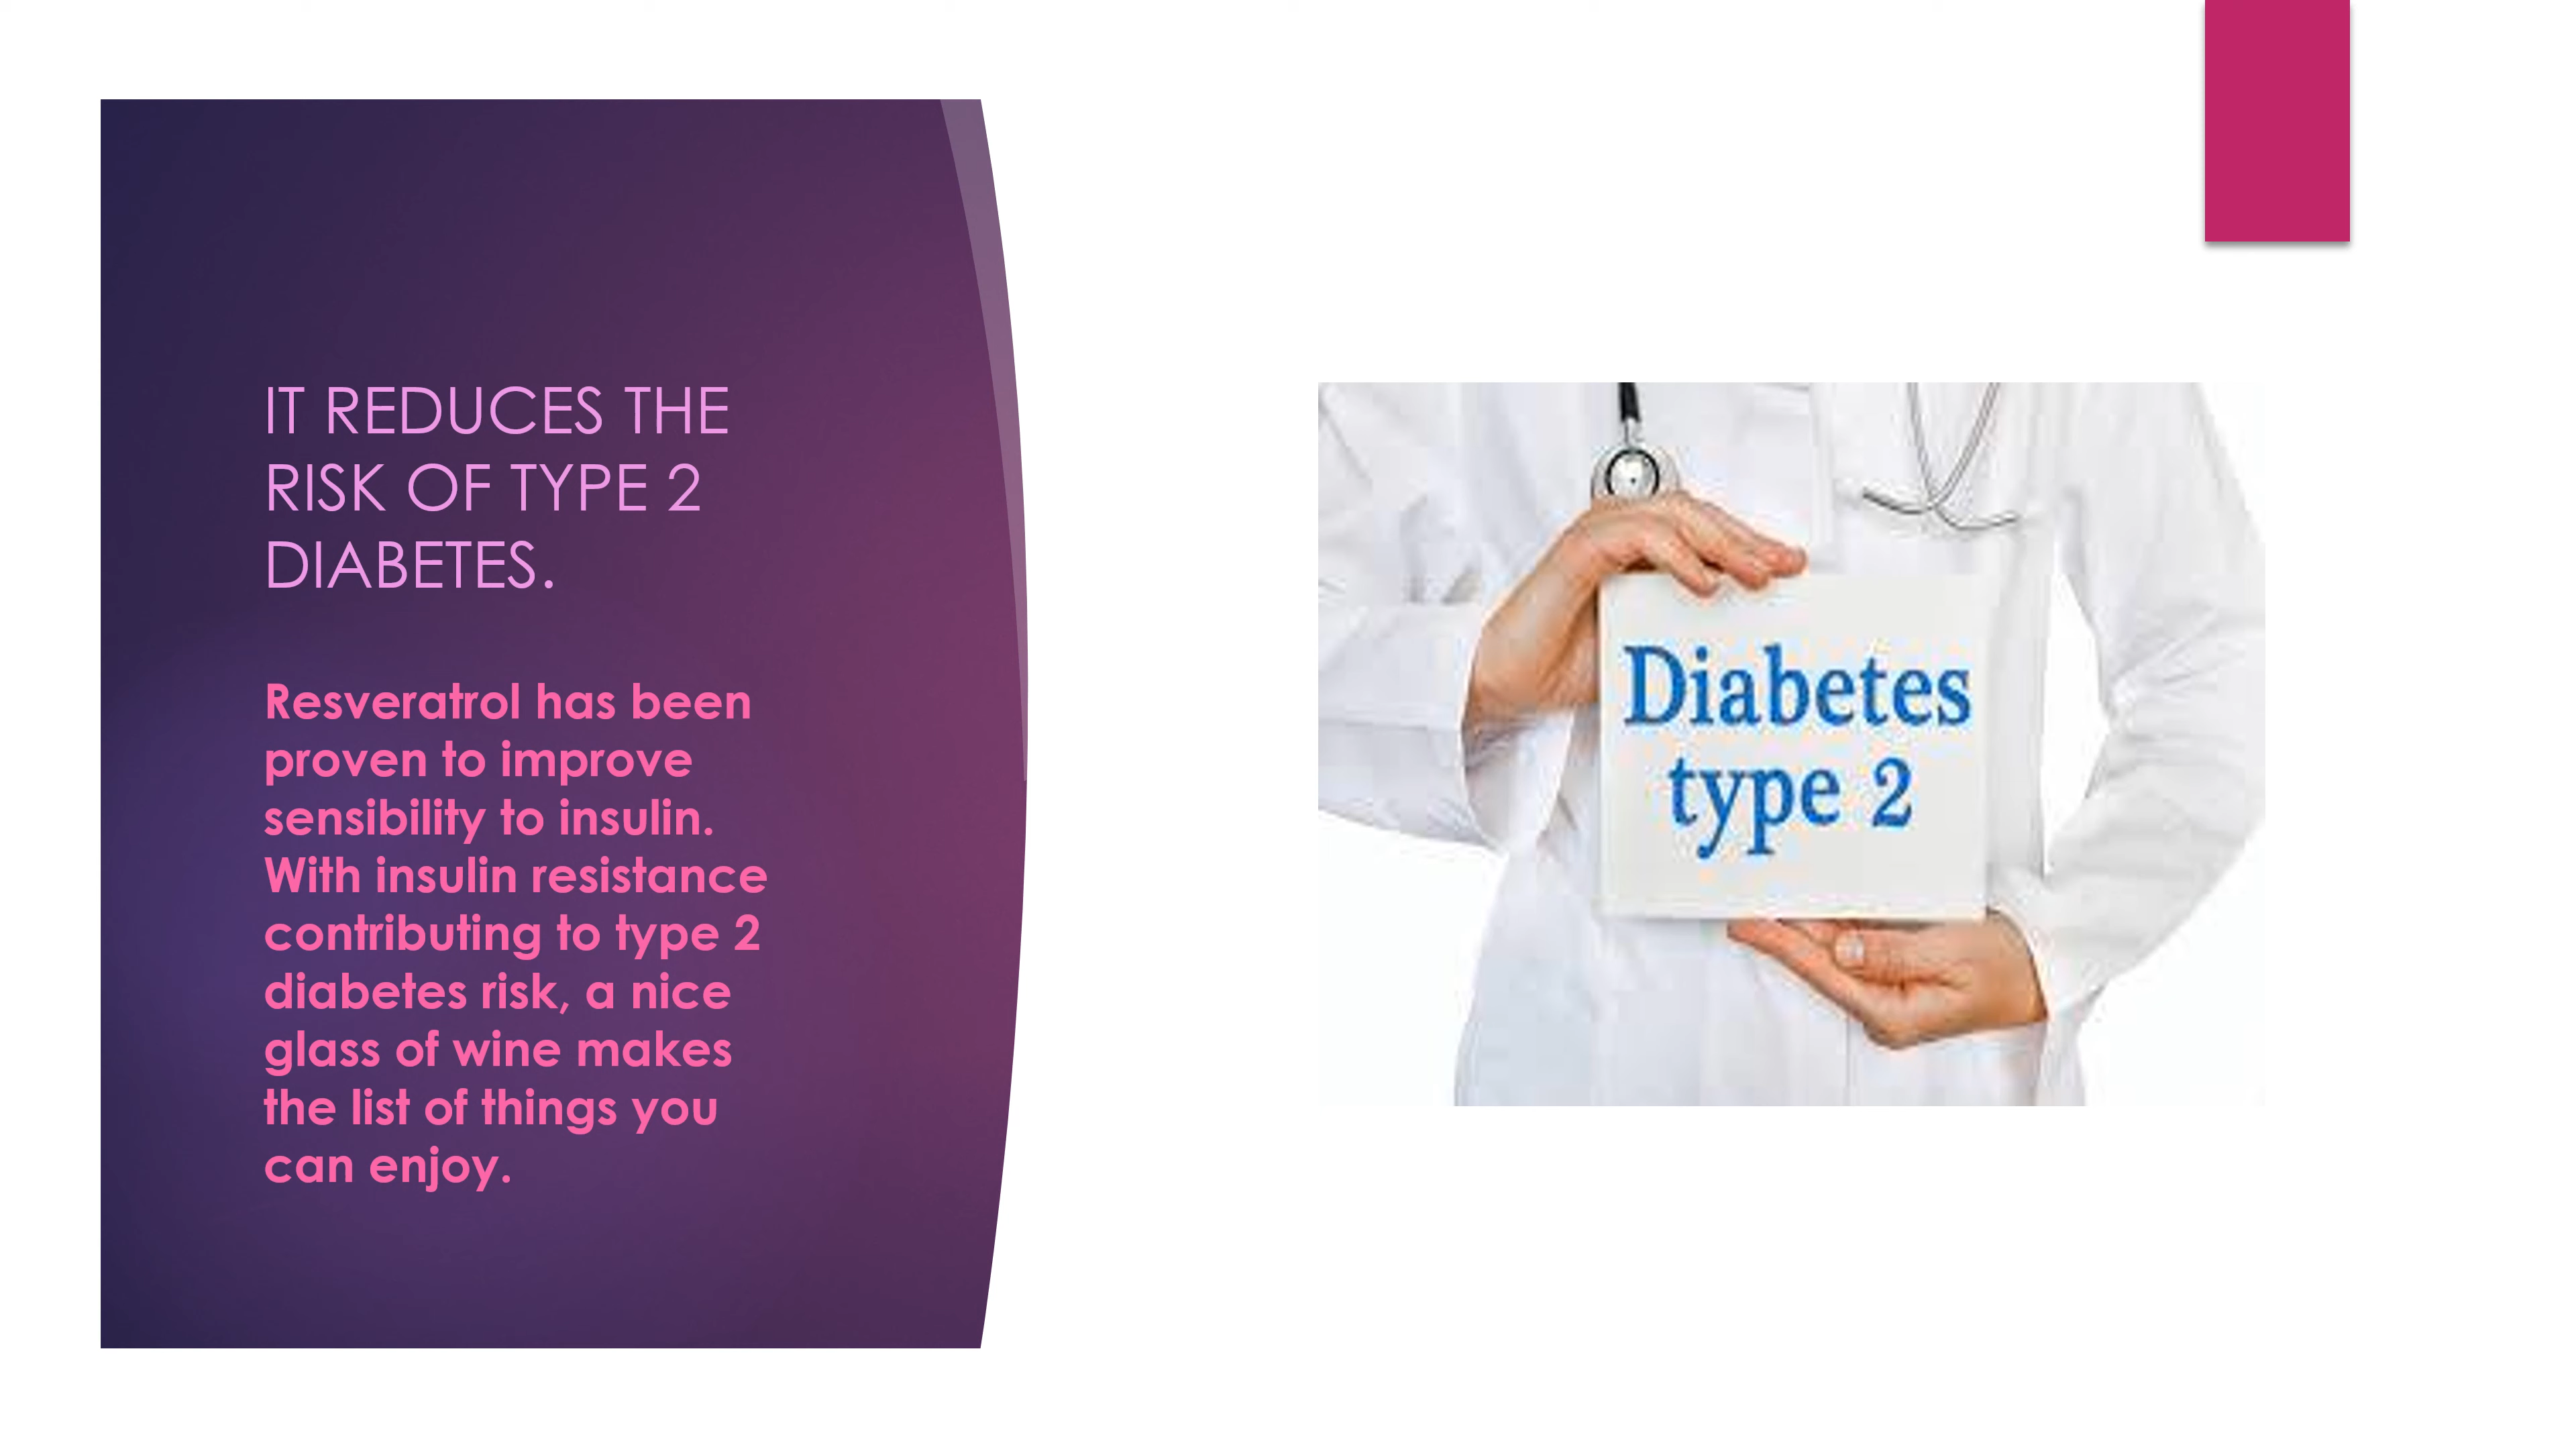 IT REDUCES THE
RISK OF TYPE 2
DIABETES.
Resveratrol has been
proven to improve
sensibility to insulin.
With insulin resistance
contributing to type 2
diabetes risk, a nice
glass of wine makes
the list of things you
can enjoy.
Diabetes
type 2